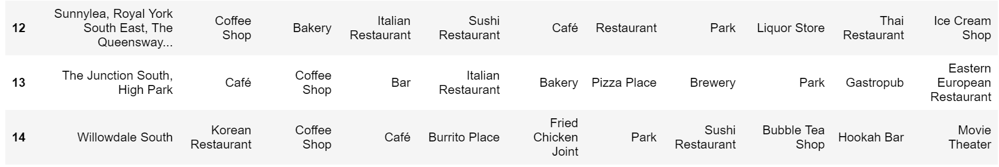 12 Sunnylea, Royal York South East, The Queensway... Coffee Shop Bakery Italian Restaurant Sushi Restaurant Café Restaurant Park Liquor Store Thai Restaurant Ice Cream Shop
13 The Junction South, High Park Café Coffee Shop Bar Italian Restaurant Bakery Pizza Place Brewery Park Gastropub Eastern European Restaurant
14 Willowdale South Korean Restaurant Coffee Shop Café Burrito Place Fried Chicken Joint Park Sushi Restaurant Bubble Tea Shop Hookah Bar Movie Theater